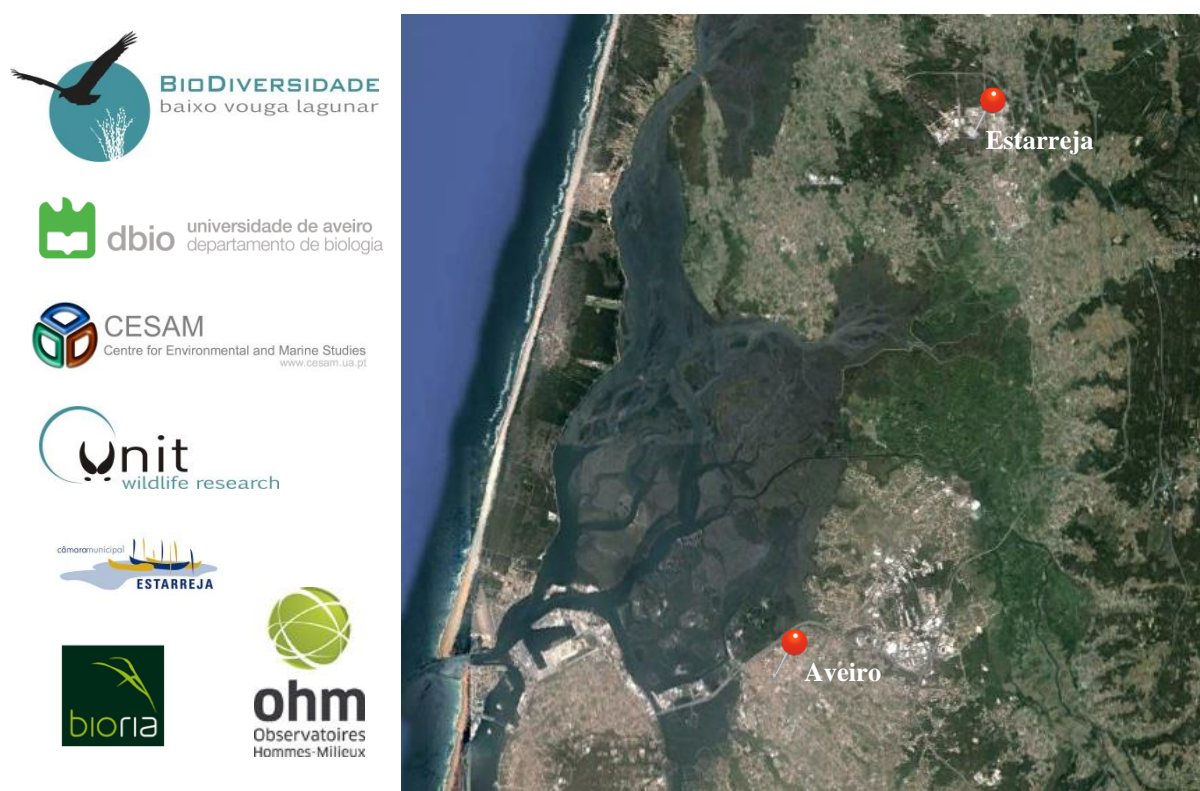 BIODIVERSIDADE
baixo vouga lagunar
dbio
universidade de aveiro
departamento de biologia
CESAM
Centre for Environmental and Marine Studies
www.cesam.ua.pt
Unit
wildlife research
câmaramunicipal
ESTARREJA
bioria
ohm
Observatoires
Hommes-Milieux
Estarreja
Aveiro